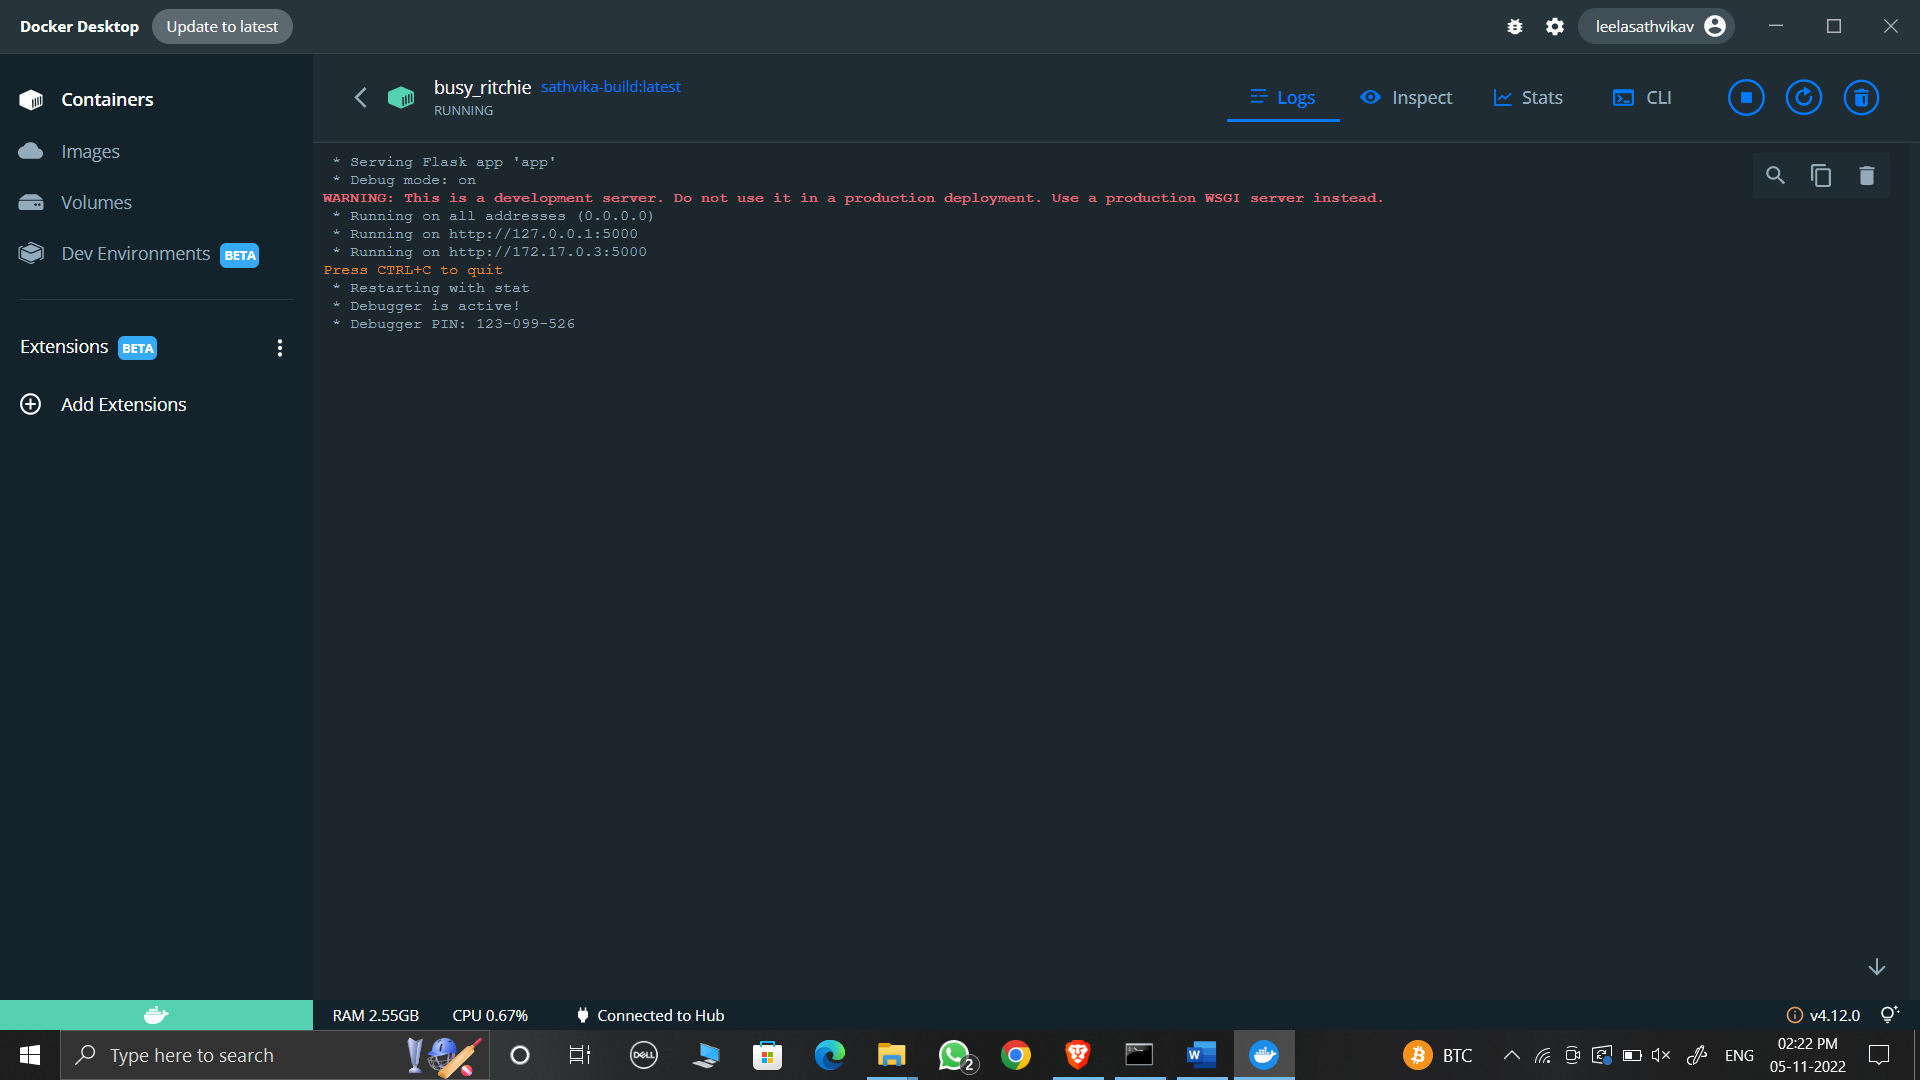 Docker Desktop Update to latest leelasathvikav
Containers
Images
Volumes
Dev Environments BETA
Extensions BETA
Add Extensions
busy_ritchie sathvika-build:latest
RUNNING
Logs Inspect Stats CLI
* Serving Flask app 'app'
* Debug mode: on
WARNING: This is a development server. Do not use it in a production deployment. Use a production WSGI server instead.
* Running on all addresses (0.0.0.0)
* Running on http://127.0.0.1:5000
* Running on http://172.17.0.3:5000
Press CTRL+C to quit
* Restarting with stat
* Debugger is active!
* Debugger PIN: 123-099-526
RAM 2.55GB CPU 0.67% Connected to Hub v4.12.0
Type here to search DELL 2 W BTC ENG
02:22 PM
05-11-2022